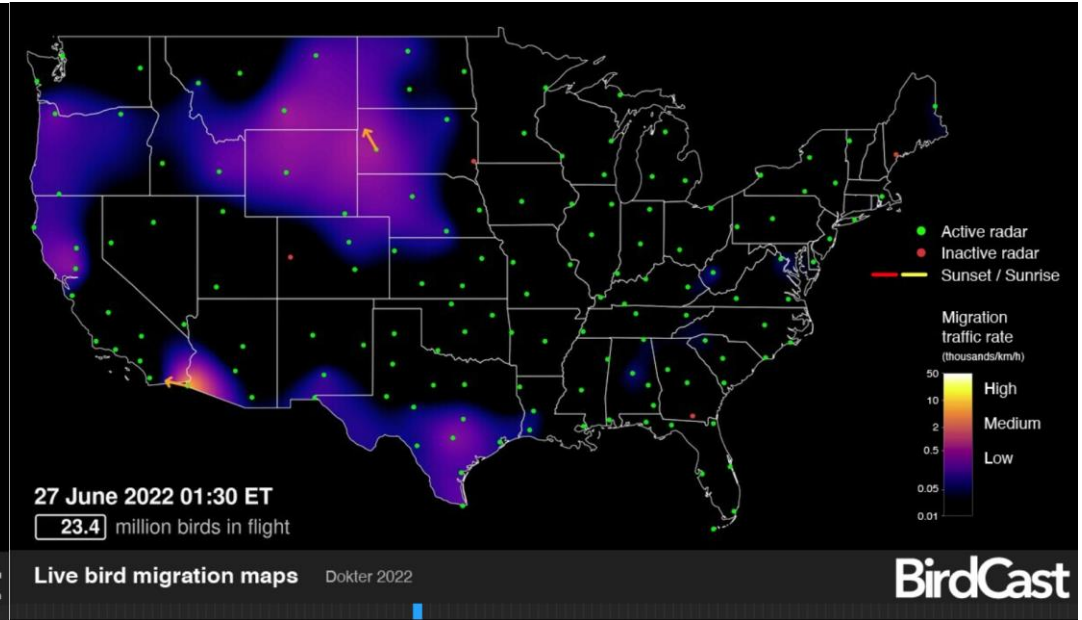 Active radar
Inactive radar
Sunset / Sunrise
Migration
traffic rate
(thousands/km/h)
50
High
10
Medium
2
0.5
Low
0.05
0.01
27 June 2022 01:30 ET
23.4 million birds in flight
Live bird migration maps Dokter 2022
BirdCast